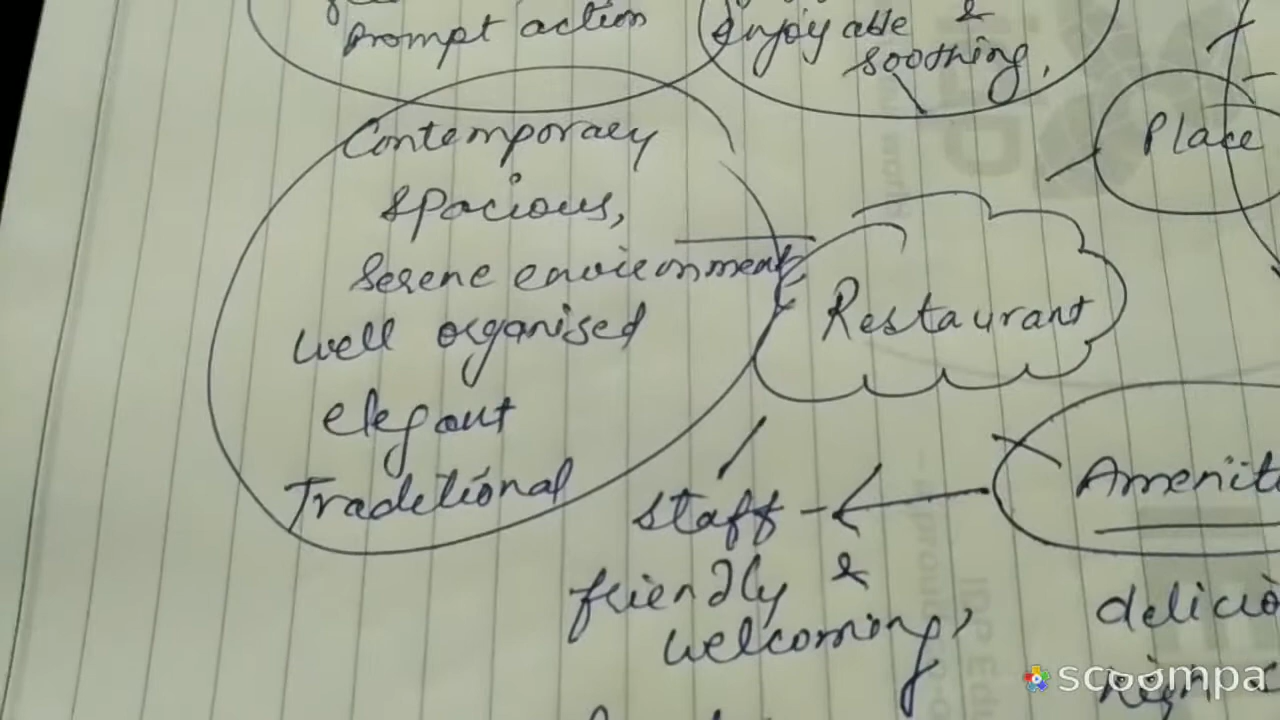 Prompt action
enjoyable &
soothing,
Contemporary
spacious,
serene environment
well organised
elegant
Traditional
Place
Restaurant
Amenit
staff
friendly &
welcoming,
delicio
scoompa